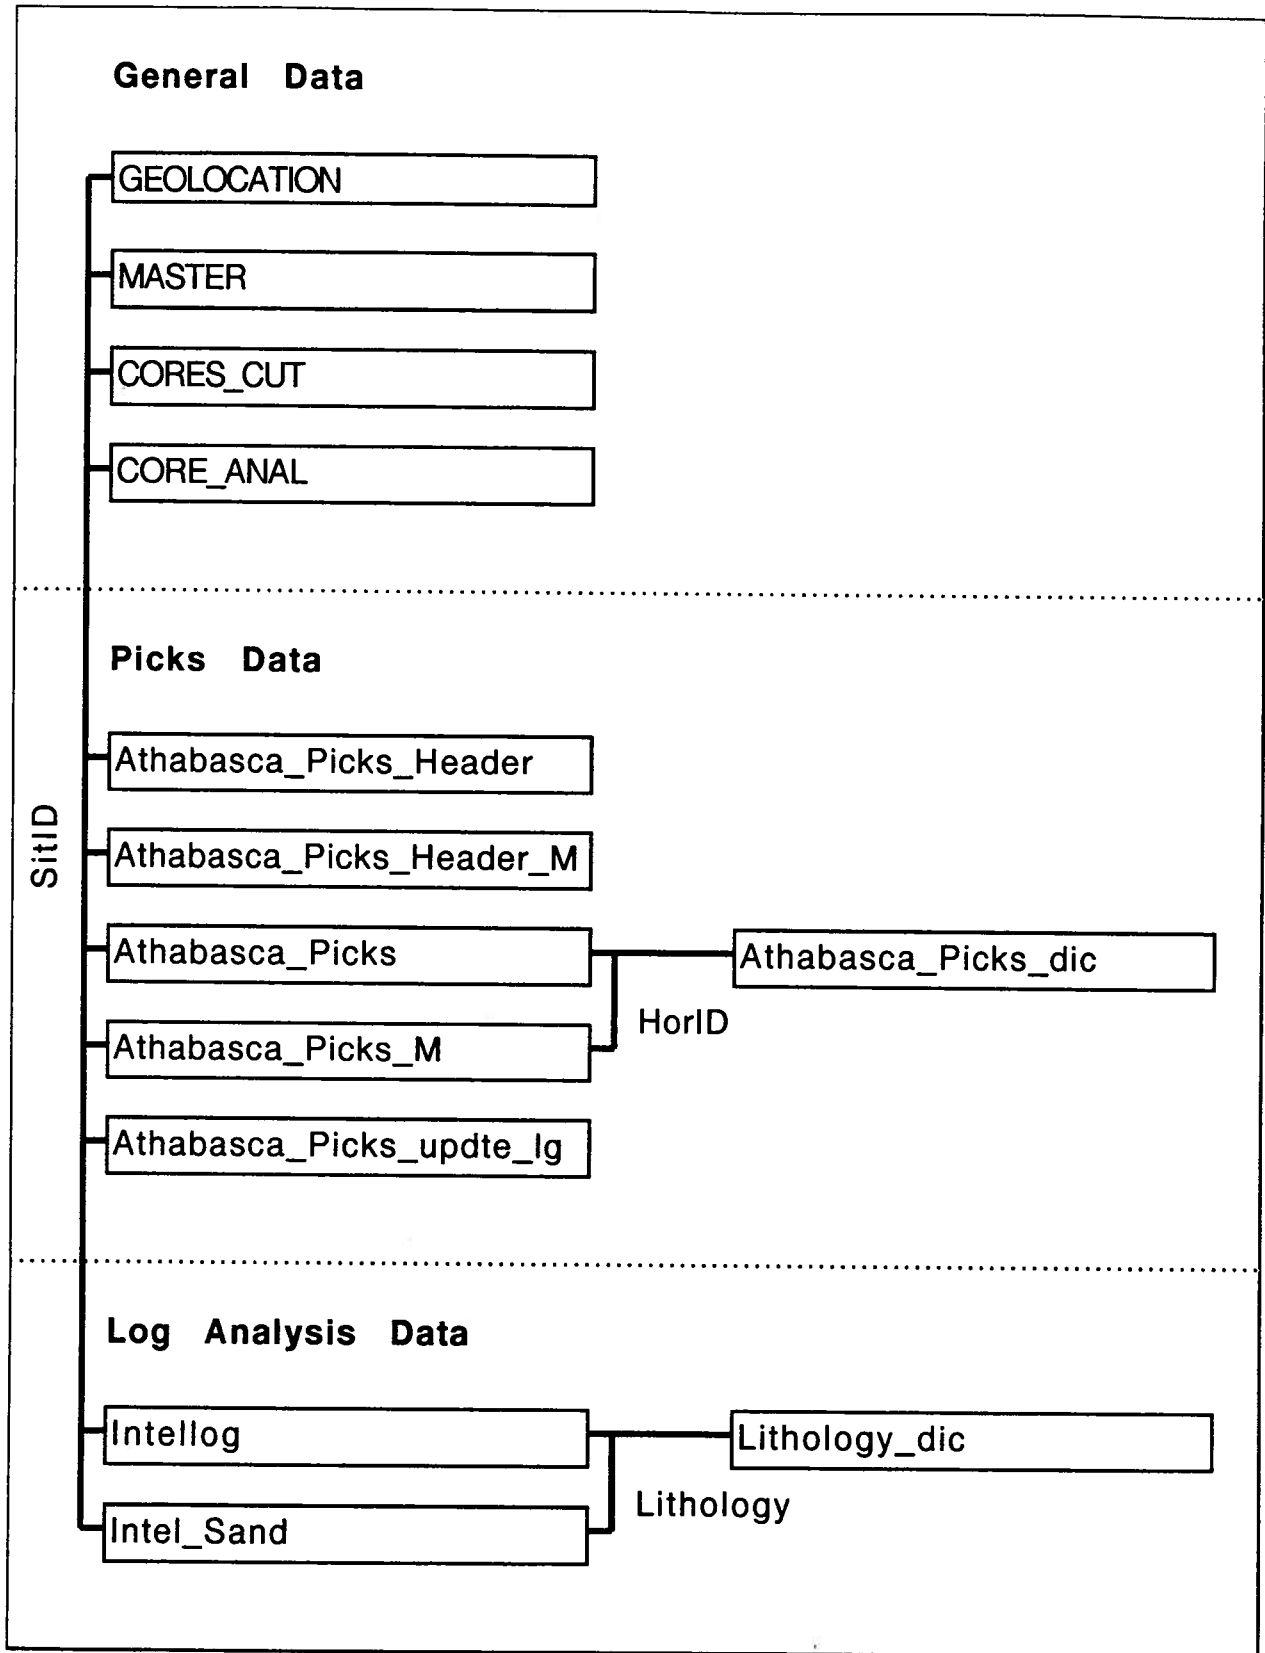 General Data
GEOLOCATION
MASTER
CORES_CUT
CORE_ANAL
Picks Data
Athabasca_Picks_Header
SitID
Athabasca_Picks_Header_M
Athabasca_Picks
Athabasca_Picks_dic
HorID
Athabasca_Picks_M
Athabasca_Picks_updte_lg
Log Analysis Data
Intellog
Lithology_dic
Lithology
Intel_Sand